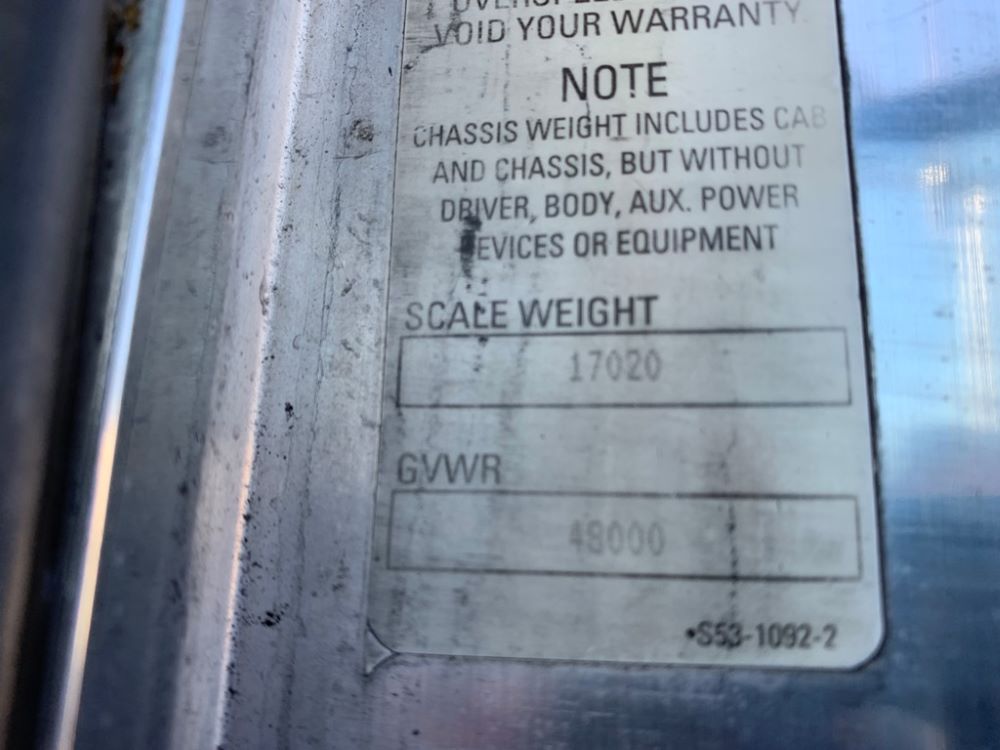 VOID YOUR WARRANTY.
NOTE
CHASSIS WEIGHT INCLUDES CAB
AND CHASSIS, BUT WITHOUT
DRIVER, BODY, AUX. POWER
EVICES OR EQUIPMENT
SCALE WEIGHT
17020
GVWR
48000
•S53-1092-2